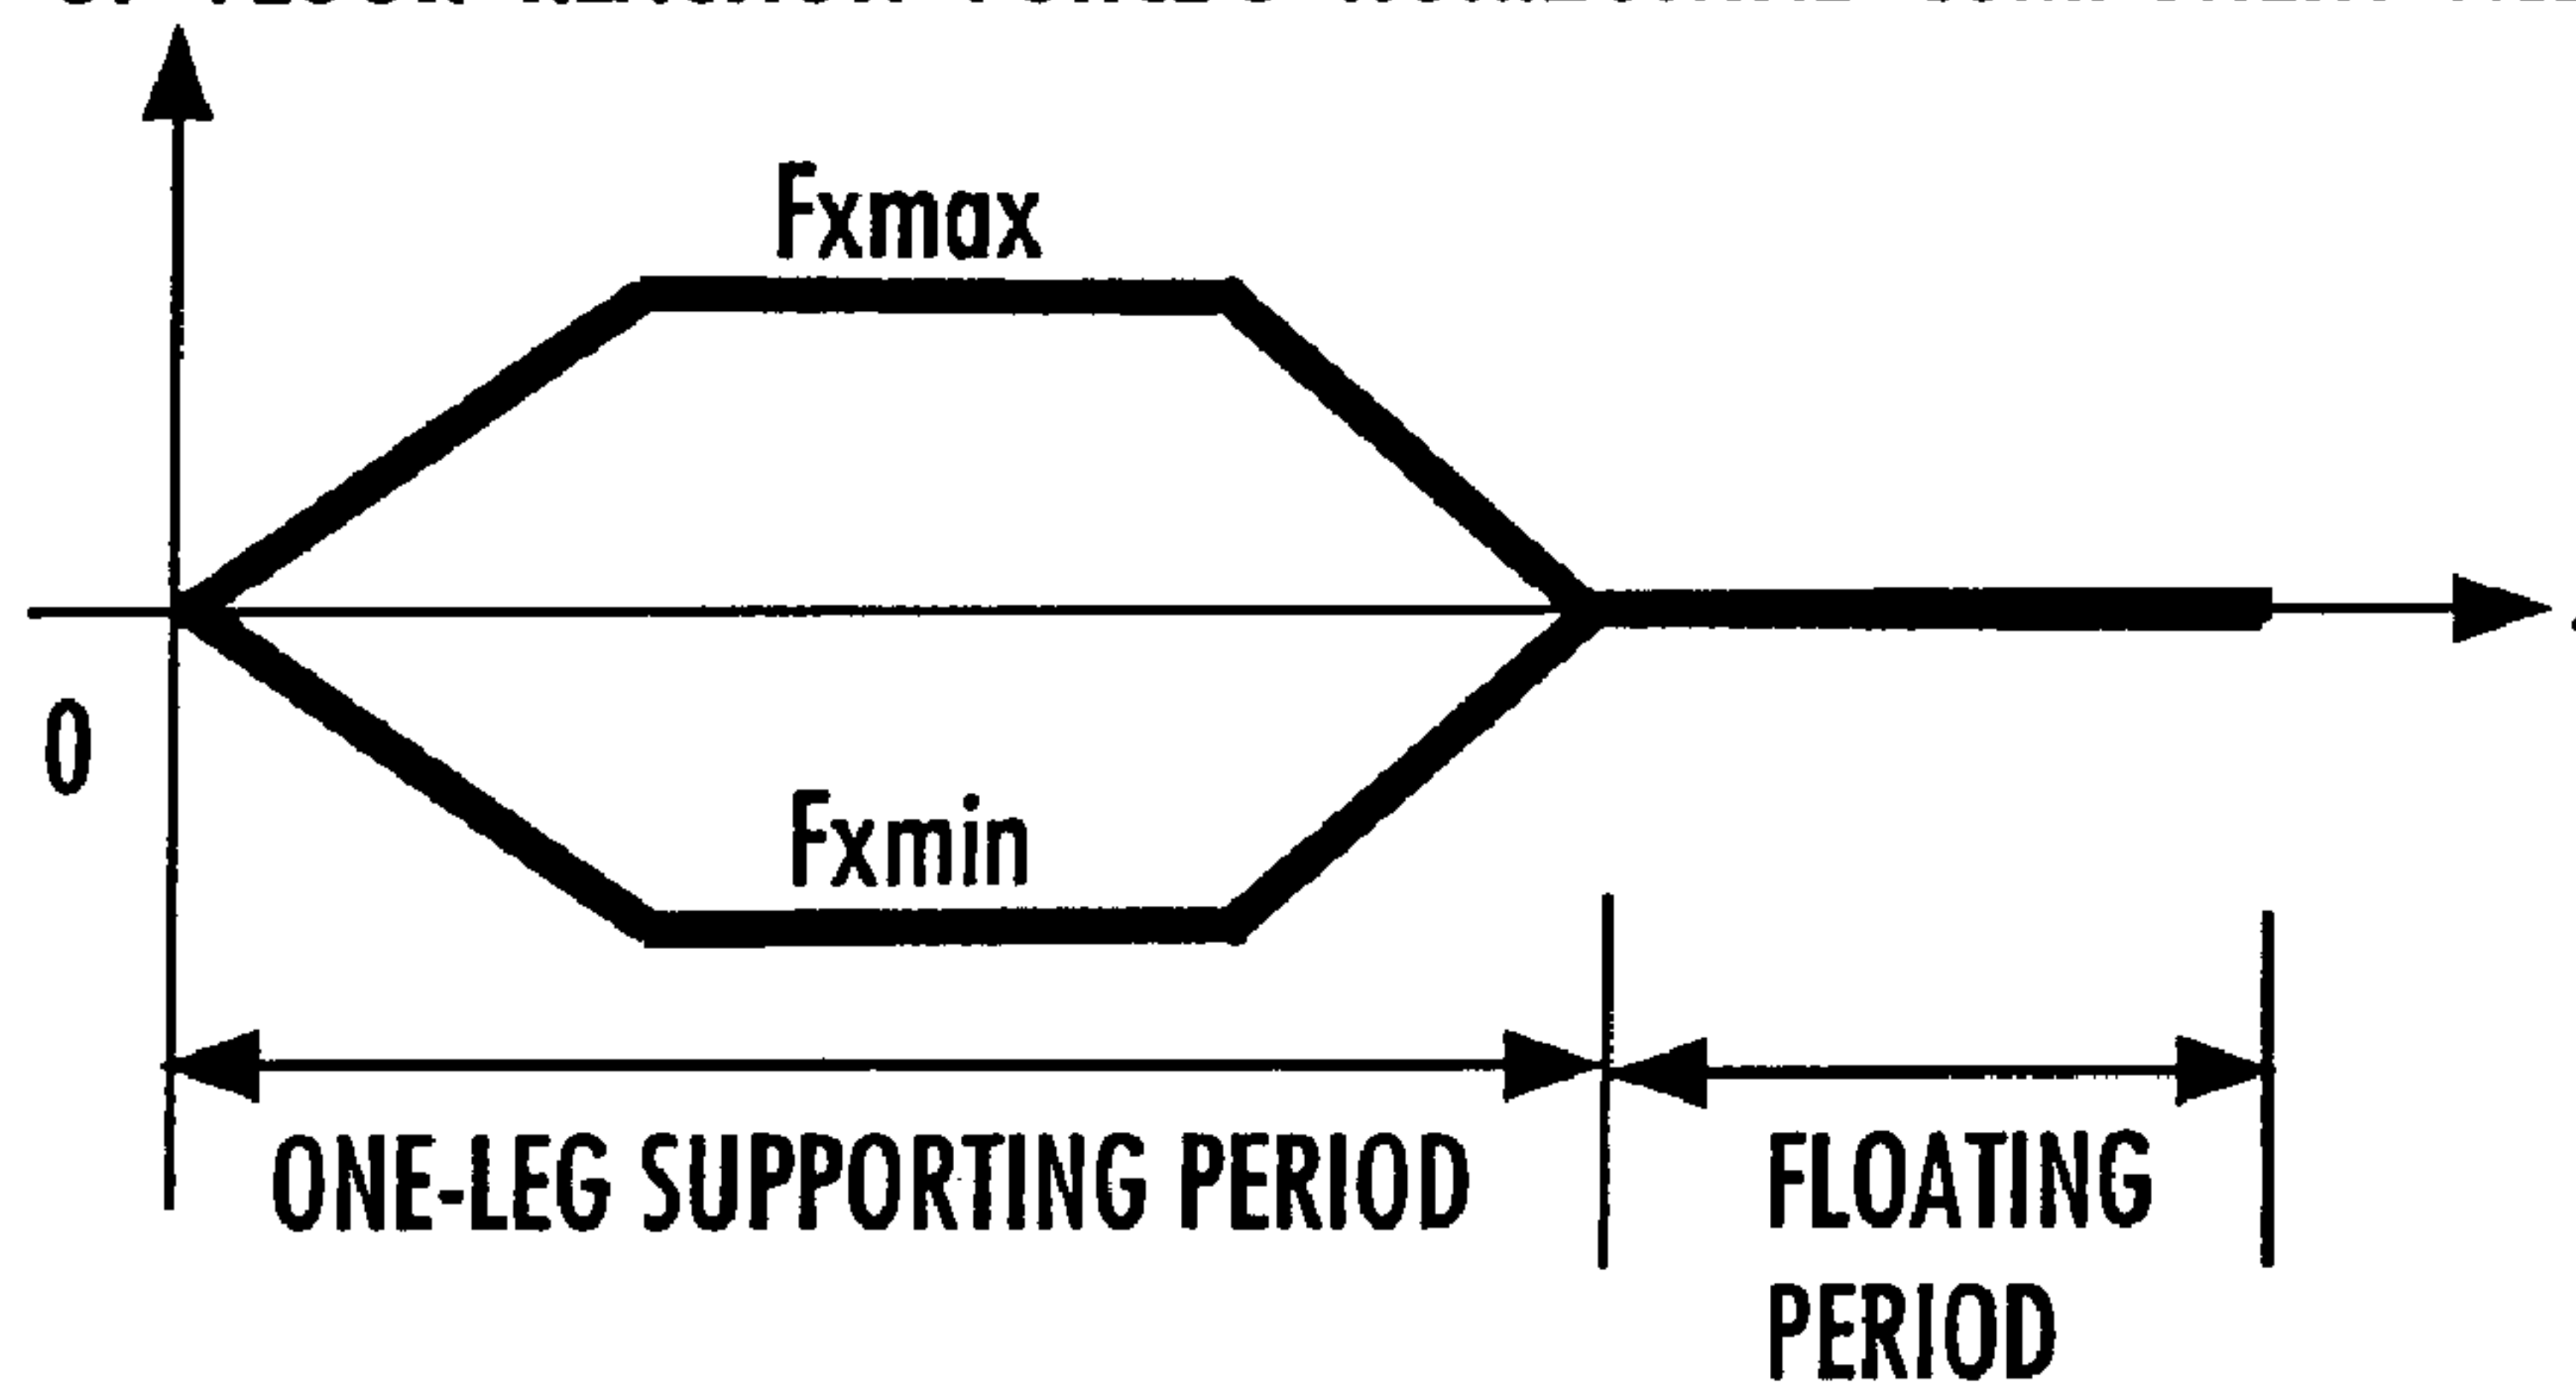 Fxmax
0
Fxmin
ONE-LEG SUPPORTING PERIOD
FLOATING
PERIOD